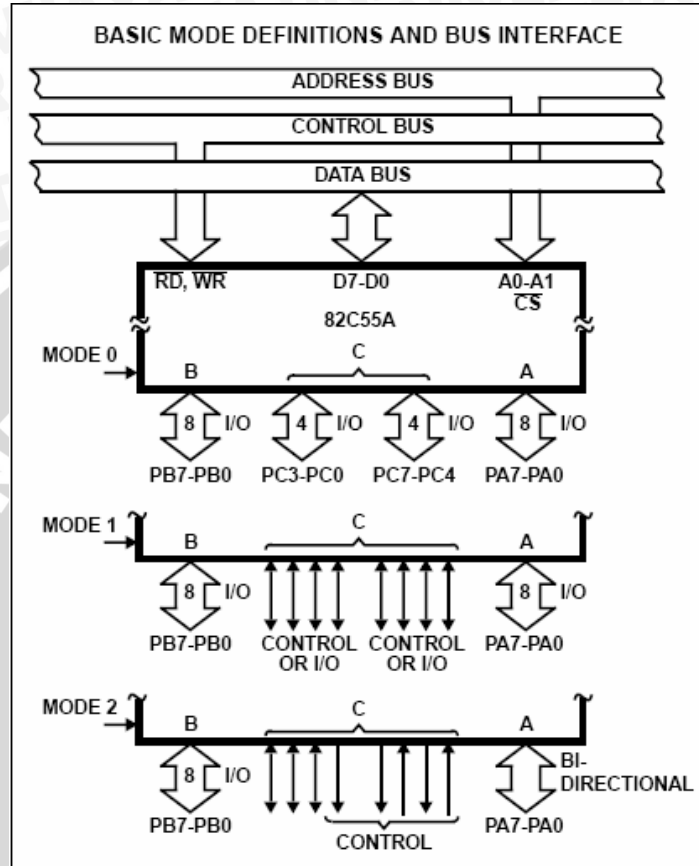 BASIC MODE DEFINITIONS AND BUS INTERFACE
ADDRESS BUS
CONTROL BUS
DATA BUS
RD, WR D7-D0 A0-A1
CS
82C55A
MODE 0
B C A
8 I/O 4 I/O 4 I/O 8 I/O
PB7-PB0 PC3-PC0 PC7-PC4 PA7-PA0
MODE 1
B C A
8 I/O 8 I/O
PB7-PB0 CONTROL OR I/O CONTROL OR I/O PA7-PA0
MODE 2
B C A
8 I/O BI-
DIRECTIONAL
PB7-PB0 CONTROL PA7-PA0